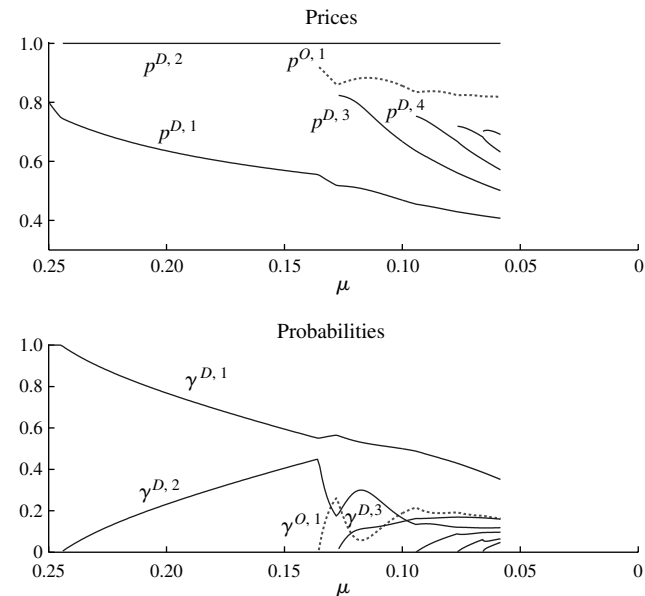 Prices
1.0
p^{D, 2}
p^{O, 1}
0.8
p^{D, 3}
p^{D, 4}
p^{D, 1}
0.6
0.4
0.25 0.20 0.15 0.10 0.05 0
μ
Probabilities
1.0
γ^{D, 1}
0.8
0.6
0.4
γ^{D, 2}
0.2
γ^{O, 1}
γ^{D, 3}
0
0.25 0.20 0.15 0.10 0.05 0
μ